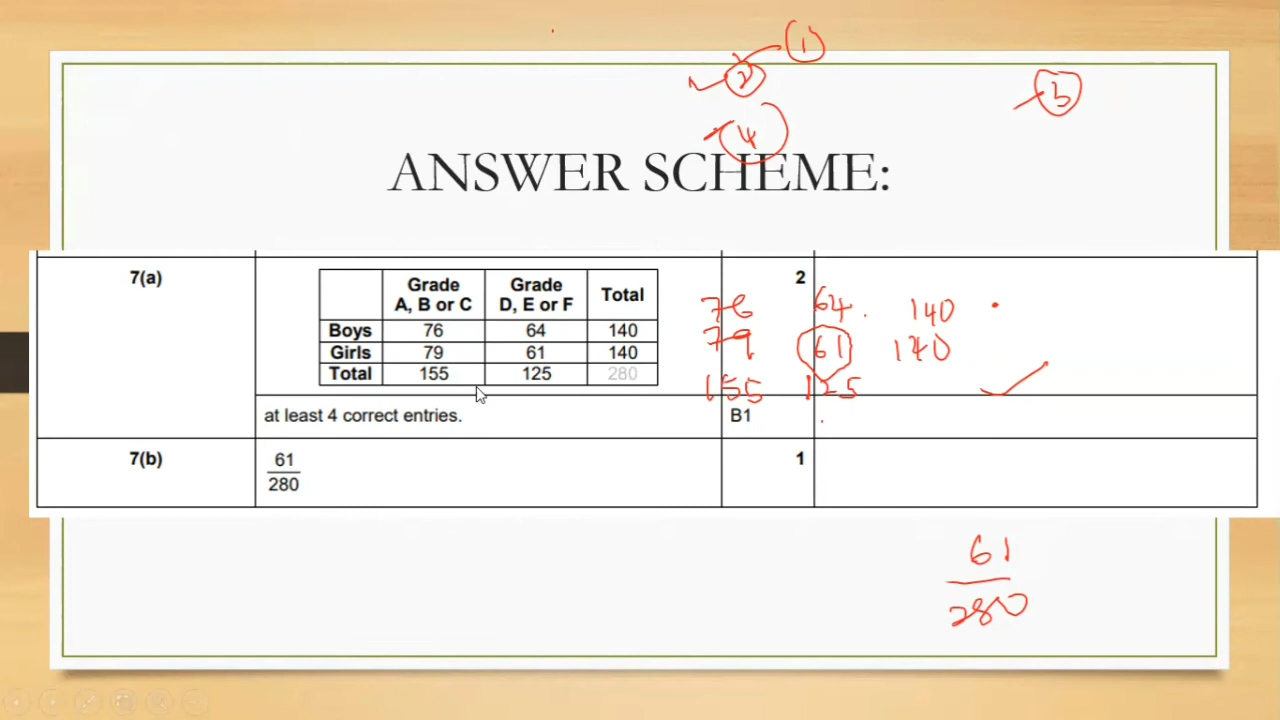 1
2
3
4
ANSWER SCHEME:
7(a)
Grade A, B or C
Grade D, E or F
Total
2
Boys 76 64 140
Girls 79 61 140
Total 155 125 280
76 64 140
79 61 140
155 125
at least 4 correct entries.
B1
7(b)
61
280
1
61
280